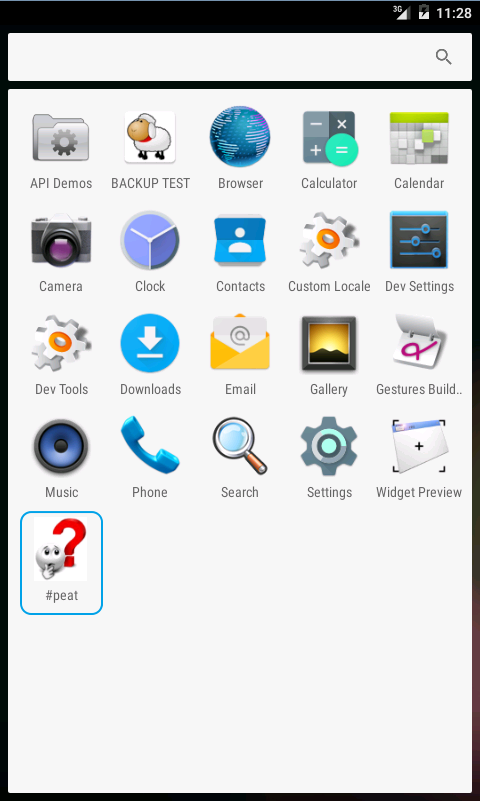 3G 11:28
API Demos BACKUP TEST Browser Calculator Calendar
Camera Clock Contacts Custom Locale Dev Settings
Dev Tools Downloads Email Gallery Gestures Build..
Music Phone Search Settings Widget Preview
#peat